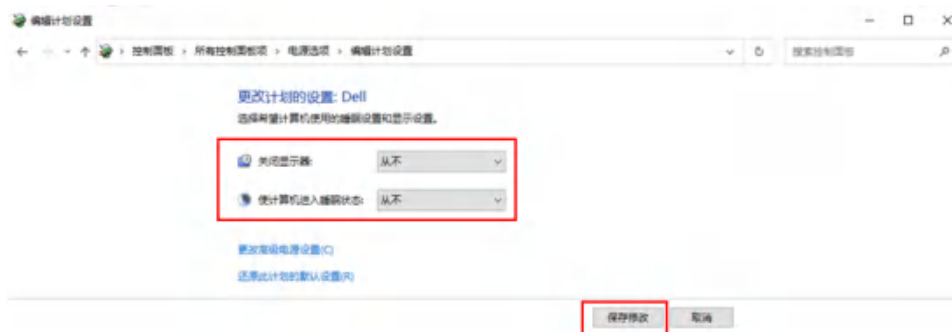 编辑计划设置
控制面板 › 所有控制面板项 › 电源选项 › 编辑计划设置
搜索控制面板
更改计划的设置: Dell
选择希望计算机使用的睡眠设置和显示设置。
关闭显示器: 从不
使计算机进入睡眠状态: 从不
更改高级电源设置(C)
还原此计划的默认设置(R)
保存修改 取消